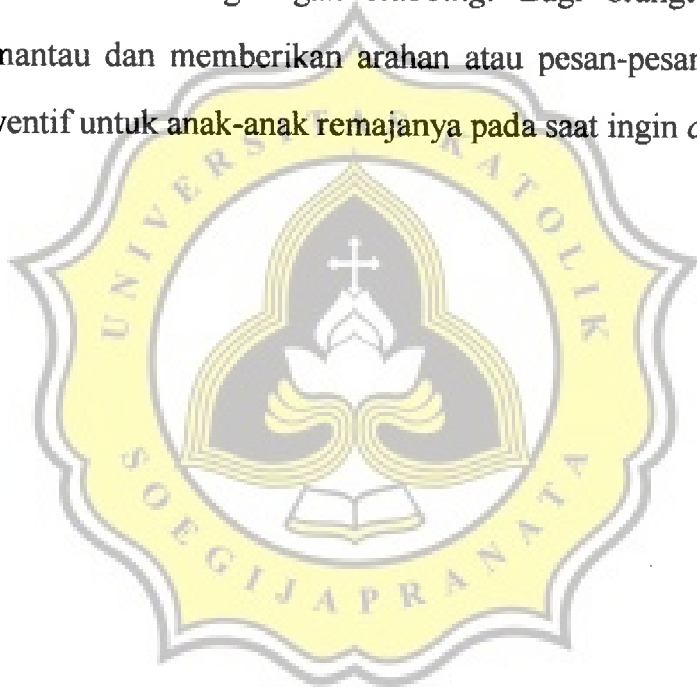 mantau dan memberikan arahan atau pesan-pesan
ventif untuk anak-anak remajanya pada saat ingin
UNIVERSITAS KATOLIK
SOEGIJAPRANATA